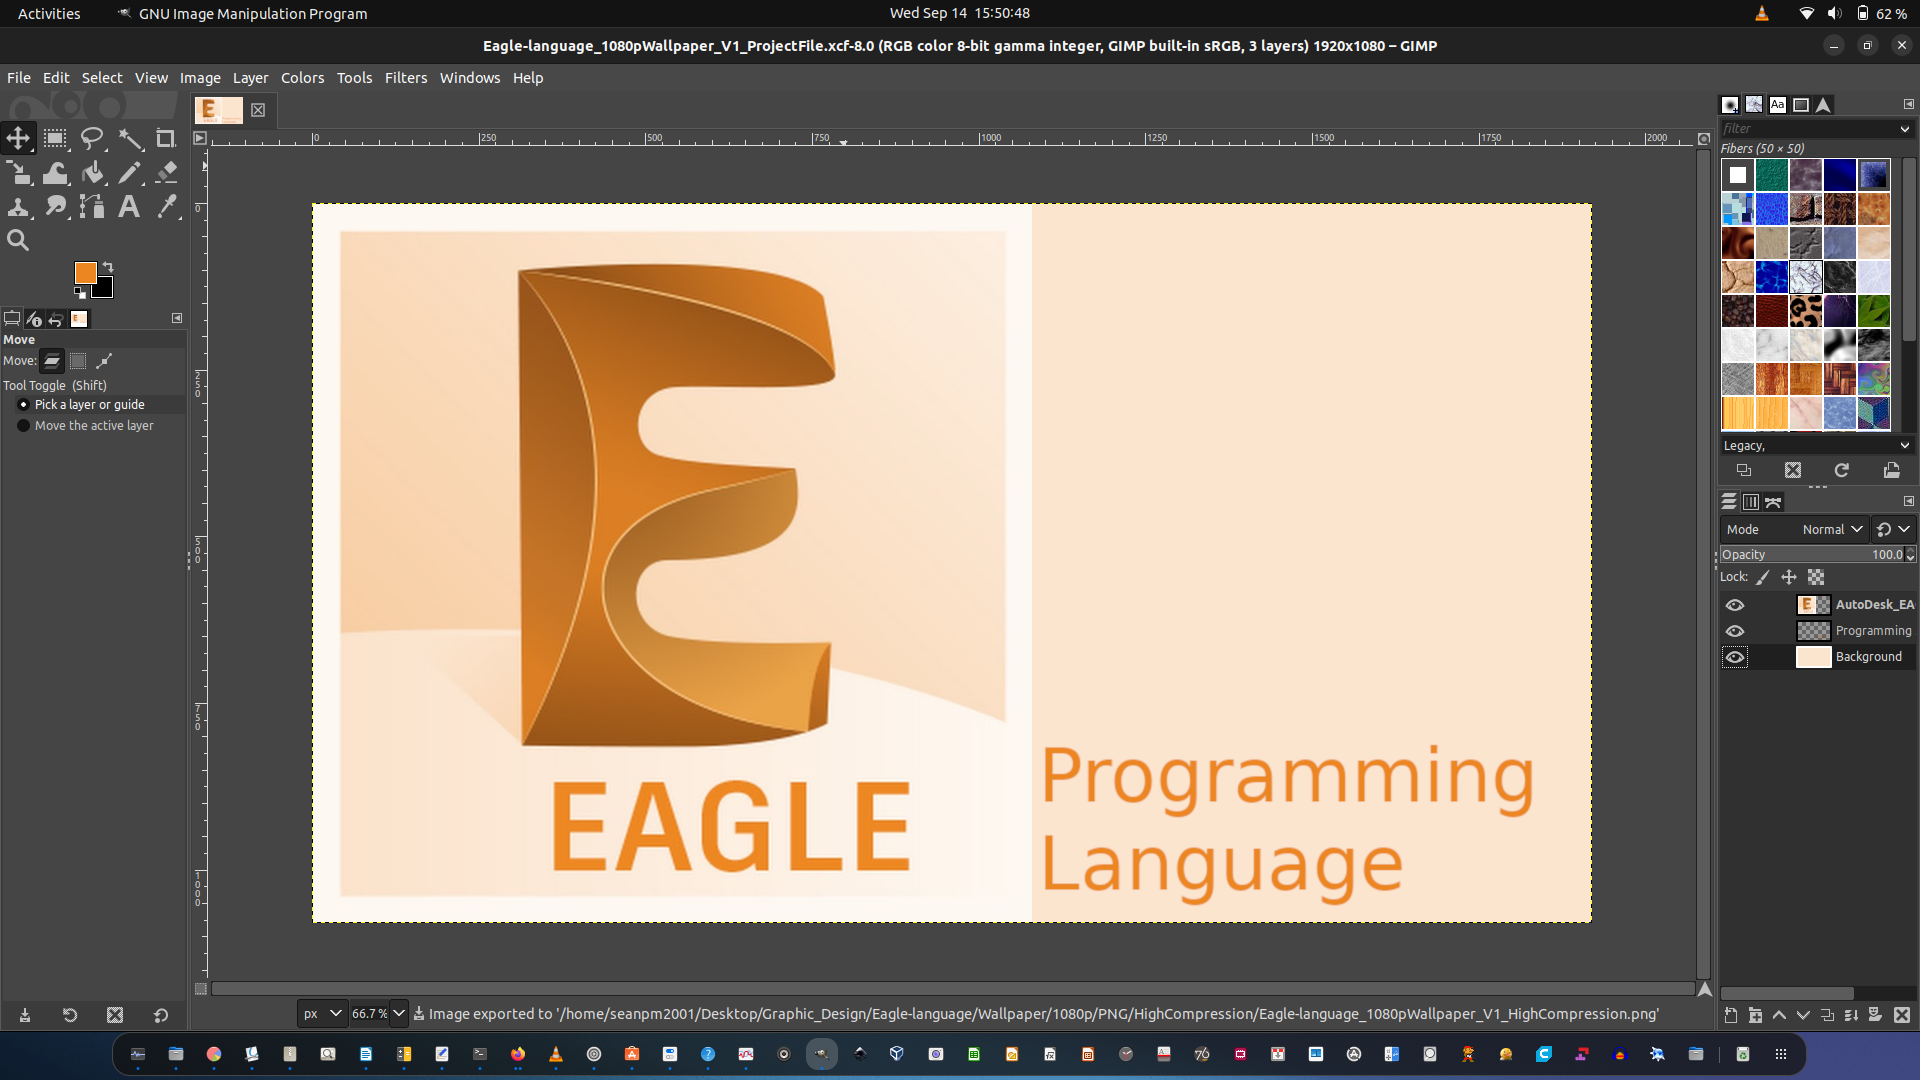 Activities
GNU Image Manipulation Program
Wed Sep 14 15:50:48
62 %
Eagle-language_1080pWallpaper_V1_ProjectFile.xcf-8.0 (RGB color 8-bit gamma integer, GIMP built-in sRGB, 3 layers) 1920x1080 – GIMP
File Edit Select View Image Layer Colors Tools Filters Windows Help
0 250 500 750 1000 1250 1500 1750 2000
filter
Fibers (50 × 50)
Move
Move:
Tool Toggle (Shift)
Pick a layer or guide
Move the active layer
0
250
500
750
1000
EAGLE
Programming
Language
Legacy,
Mode Normal
Opacity 100.0
Lock:
AutoDesk_EA
Programming
Background
px 66.7 % Image exported to '/home/seanpm2001/Desktop/Graphic_Design/Eagle-language/Wallpaper/1080p/PNG/HighCompression/Eagle-language_1080pWallpaper_V1_HighCompression.png'